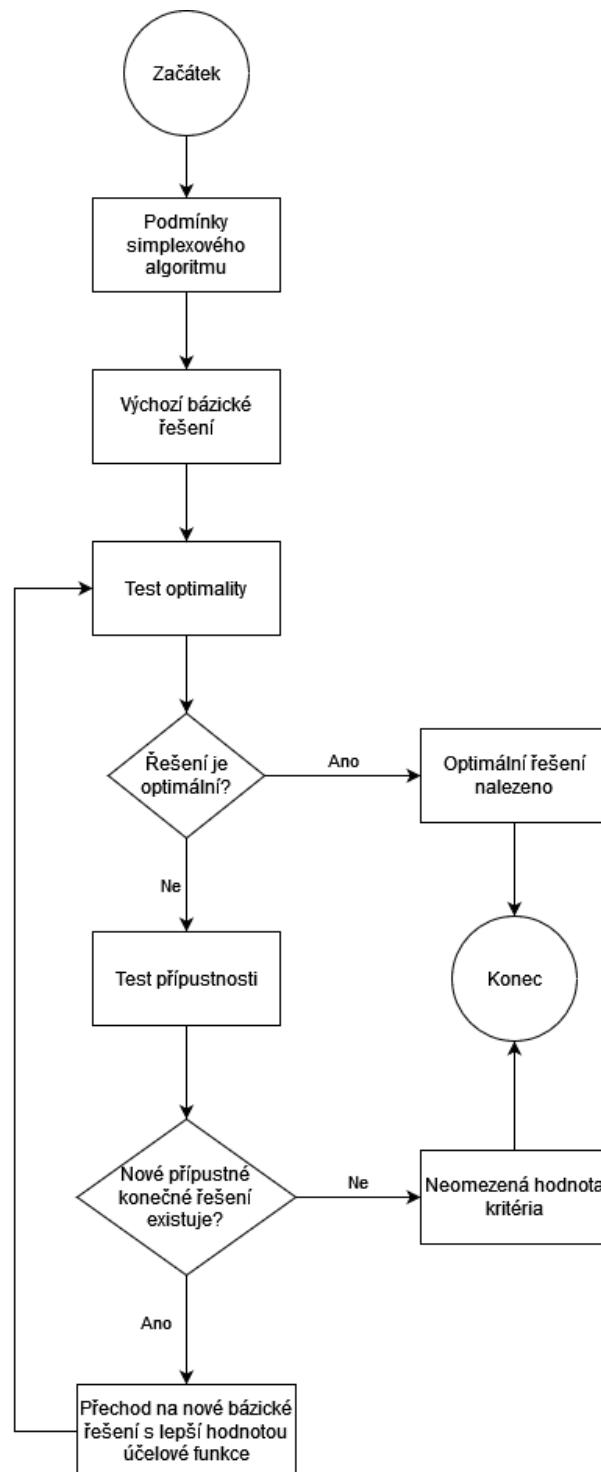 Začátek
Podmínky
simplexového
algoritmu
Výchozí bázické
řešení
Test optimality
Řešení je
optimální?
Ano
Optimální řešení
nalezeno
Ne
Test přípustnosti
Konec
Nové přípustné
konečné řešení
existuje?
Ne
Neomezená hodnota
kritéria
Ano
Přechod na nové bázické
řešení s lepší hodnotou
účelové funkce